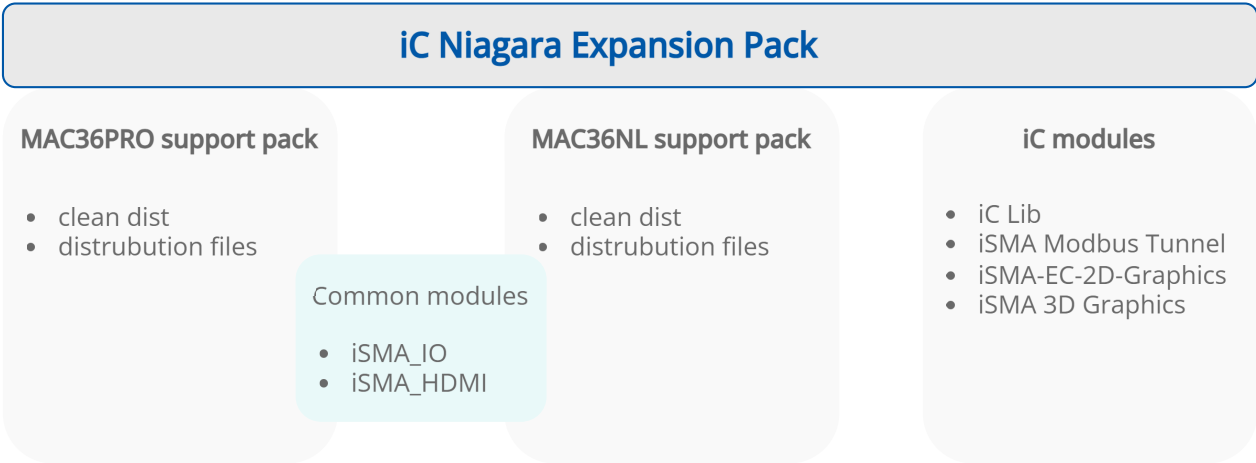 iC Niagara Expansion Pack
MAC36PRO support pack
• clean dist
• distrubution files
Common modules
• iSMA_IO
• iSMA_HDMI
MAC36NL support pack
• clean dist
• distrubution files
iC modules
• iC Lib
• iSMA Modbus Tunnel
• iSMA-EC-2D-Graphics
• iSMA 3D Graphics